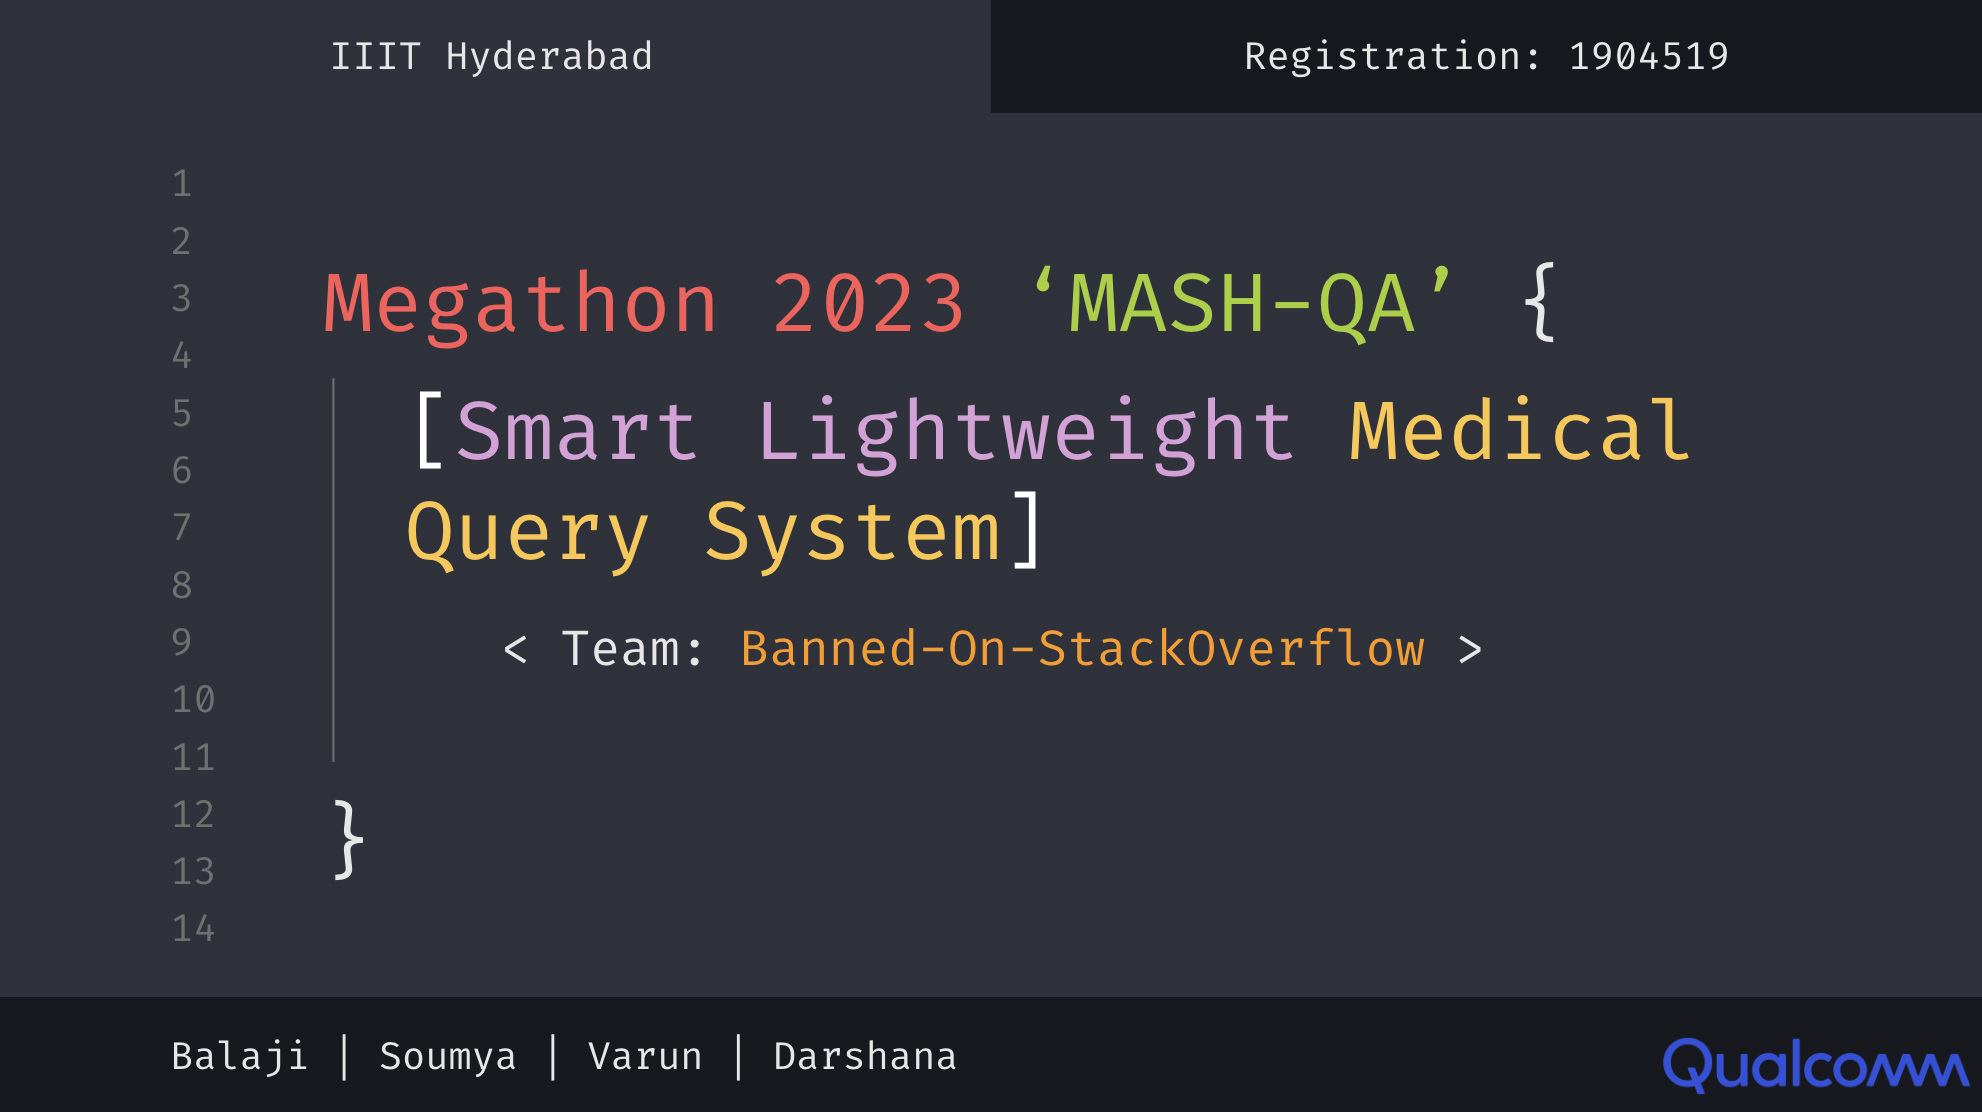 IIIT Hyderabad
Registration: 1904519
1
2
3
4
5
6
7
8
9
10
11
12
13
14
Megathon 2023 ‘MASH-QA’ {
[Smart Lightweight Medical
Query System]
< Team: Banned-On-StackOverflow >
}
Balaji | Soumya | Varun | Darshana
Qualcomm